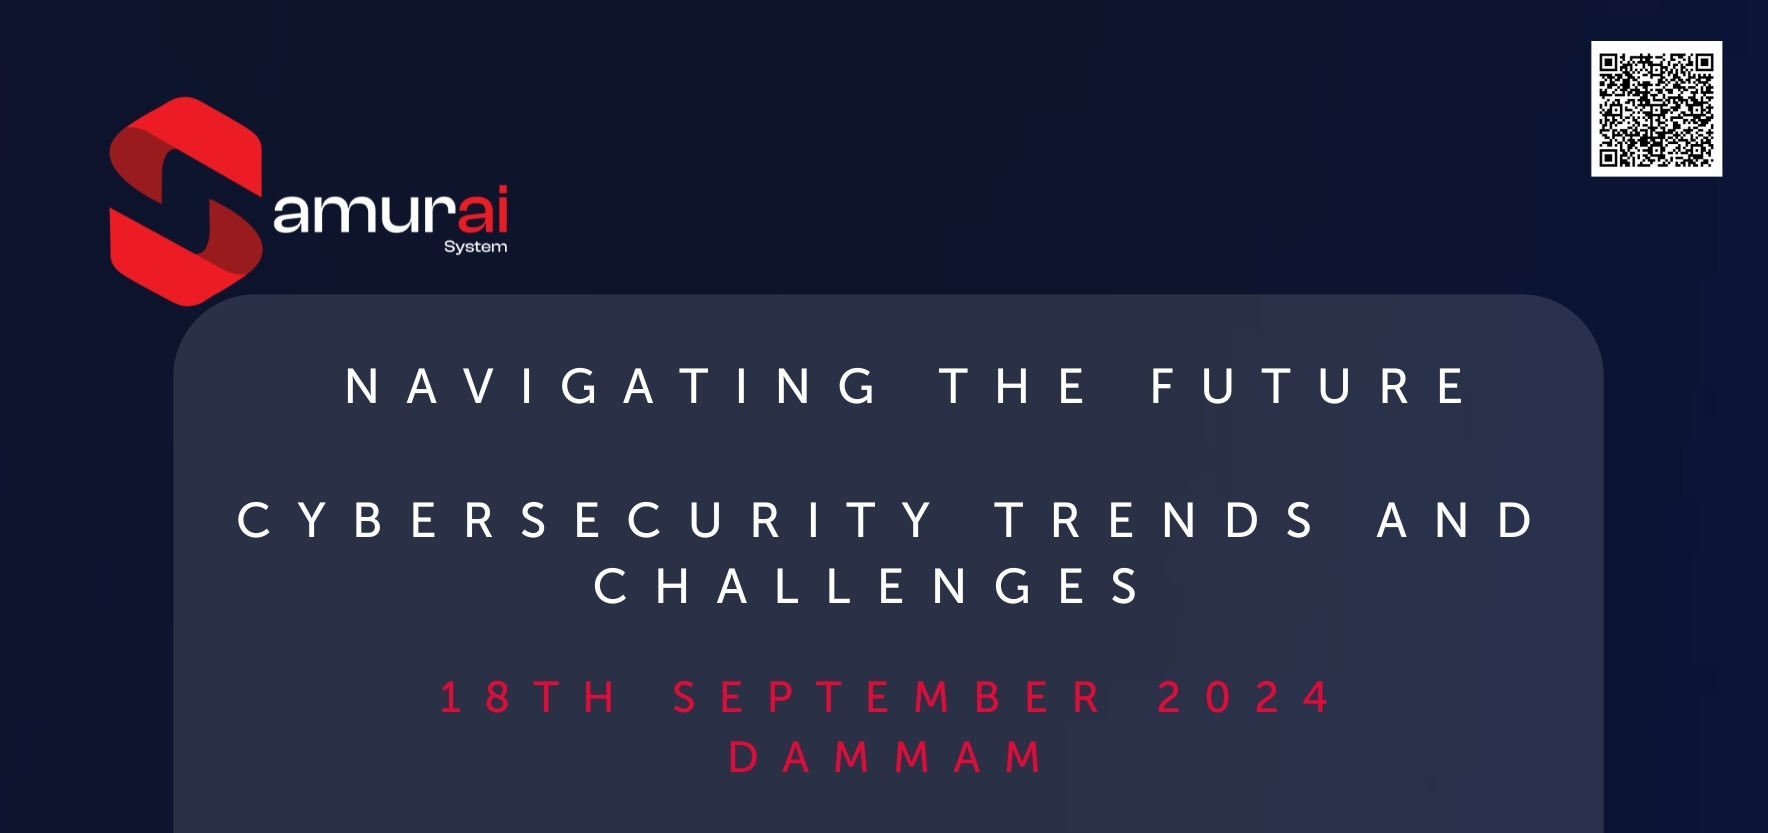 Samurai
System
NAVIGATING THE FUTURE
CYBERSECURITY TRENDS AND
CHALLENGES
18TH SEPTEMBER 2024
DAMMAM